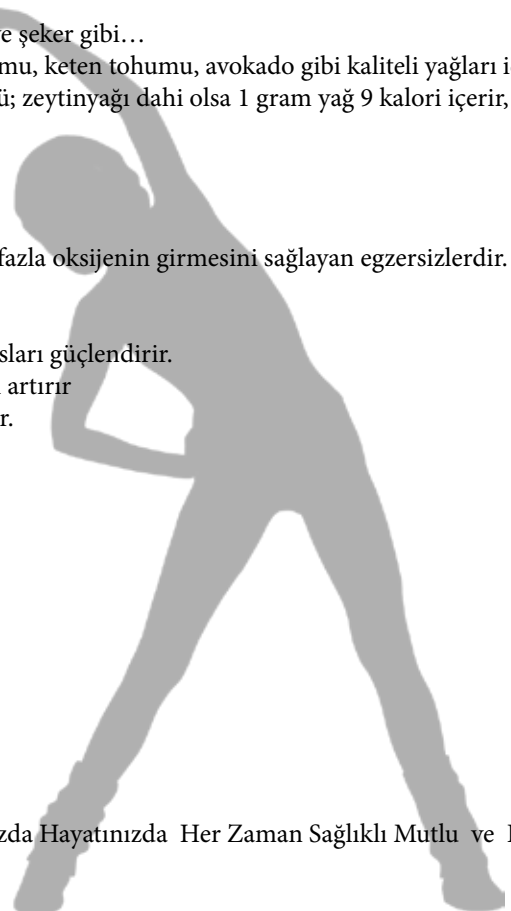 ve şeker gibi…
mu, keten tohumu, avokado gibi kaliteli yağları
ü; zeytinyağı dahi olsa 1 gram yağ 9 kalori içerir,
fazla oksijenin girmesini sağlayan egzersizlerdir.
sları güçlendirir.
artırır
r.
zda Hayatınızda Her Zaman Sağlıklı Mutlu ve